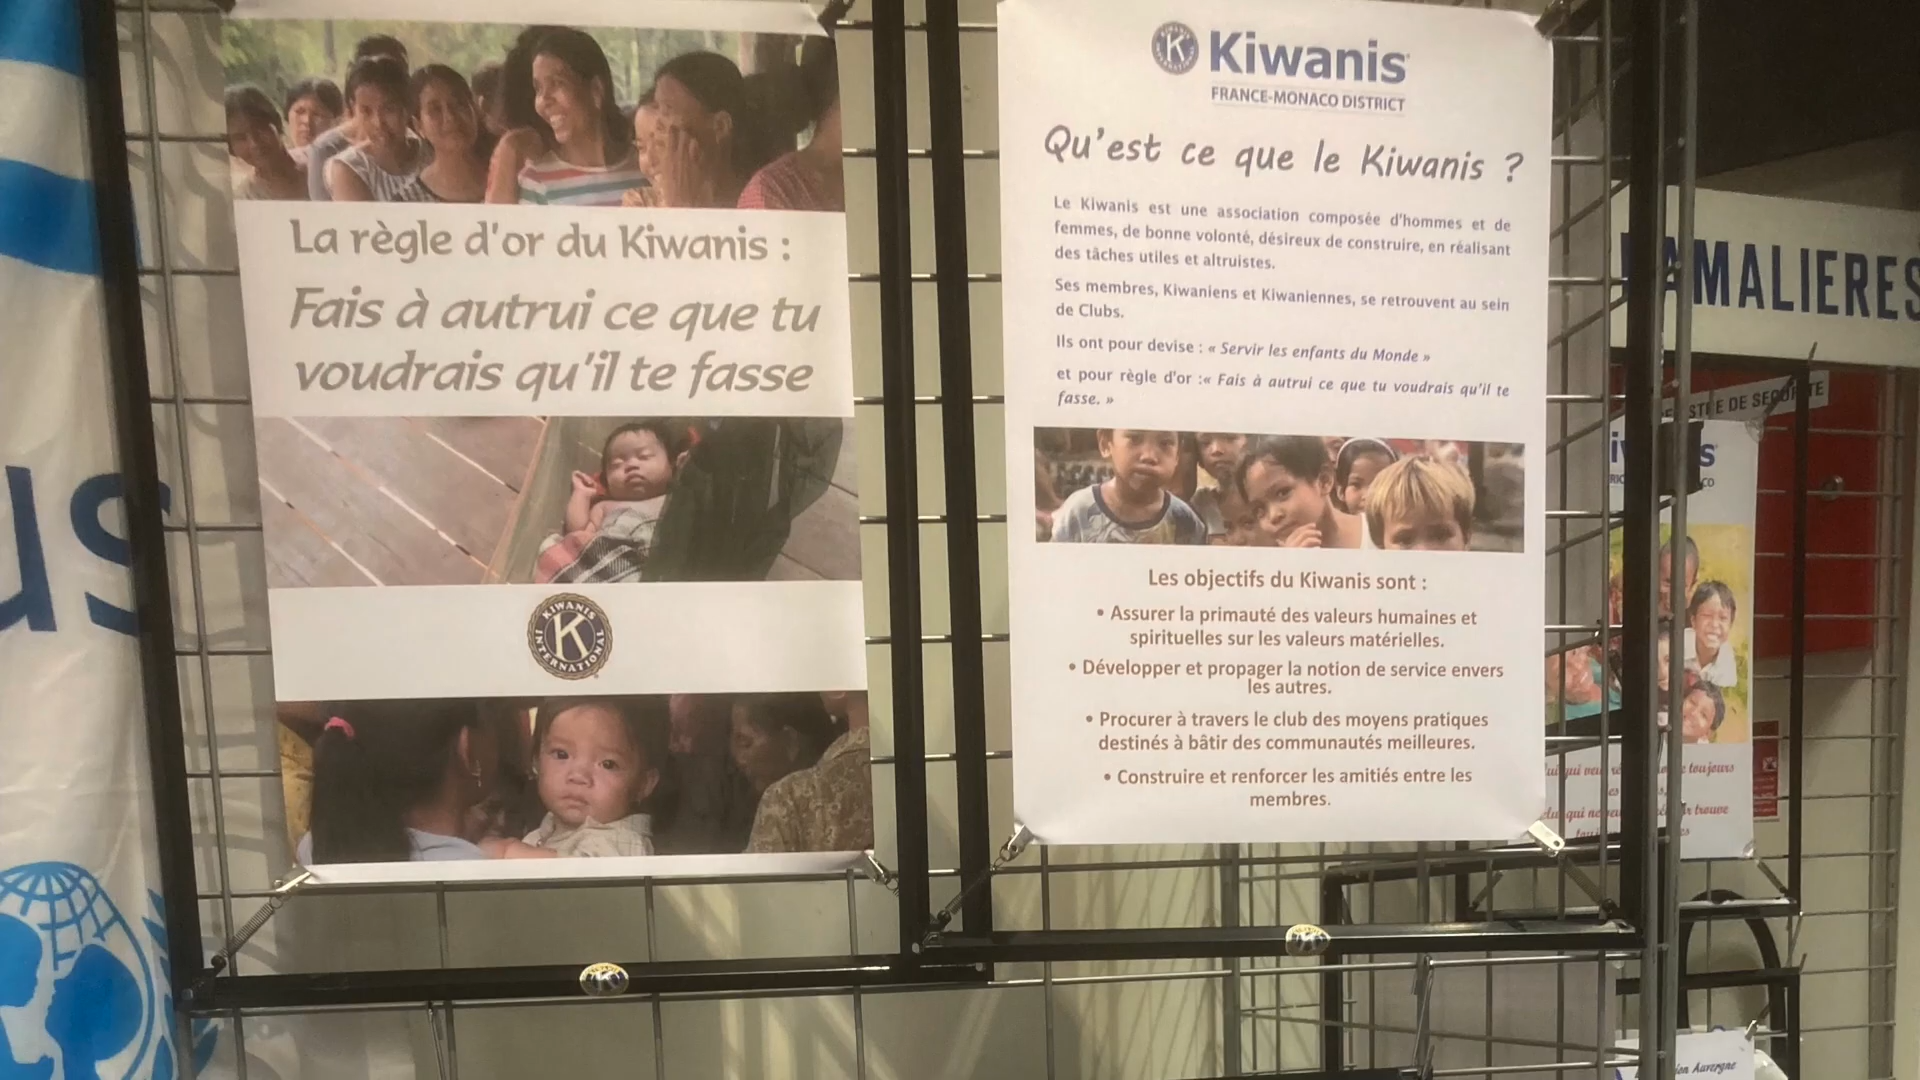 La règle d'or du Kiwanis :
Fais à autrui ce que tu
voudrais qu'il te fasse
KIWANIS
K
INTERNATIONAL
K
Kiwanis
FRANCE-MONACO DISTRICT
Qu'est ce que le Kiwanis ?
Le Kiwanis est une association composée d'hommes et de
femmes, de bonne volonté, désireux de construire, en réalisant
des tâches utiles et altruistes.
Ses membres, Kiwaniens et Kiwaniennes, se retrouvent au sein
de Clubs.
Ils ont pour devise : « Servir les enfants du Monde »
et pour règle d'or :« Fais à autrui ce que tu voudrais qu'il te
fasse. »
Les objectifs du Kiwanis sont :
• Assurer la primauté des valeurs humaines et
spirituelles sur les valeurs matérielles.
• Développer et propager la notion de service envers
les autres.
• Procurer à travers le club des moyens pratiques
destinés à bâtir des communautés meilleures.
• Construire et renforcer les amitiés entre les
membres.
AMALIERES
DE SECURITE
toujours
trouve
Auvergne
us